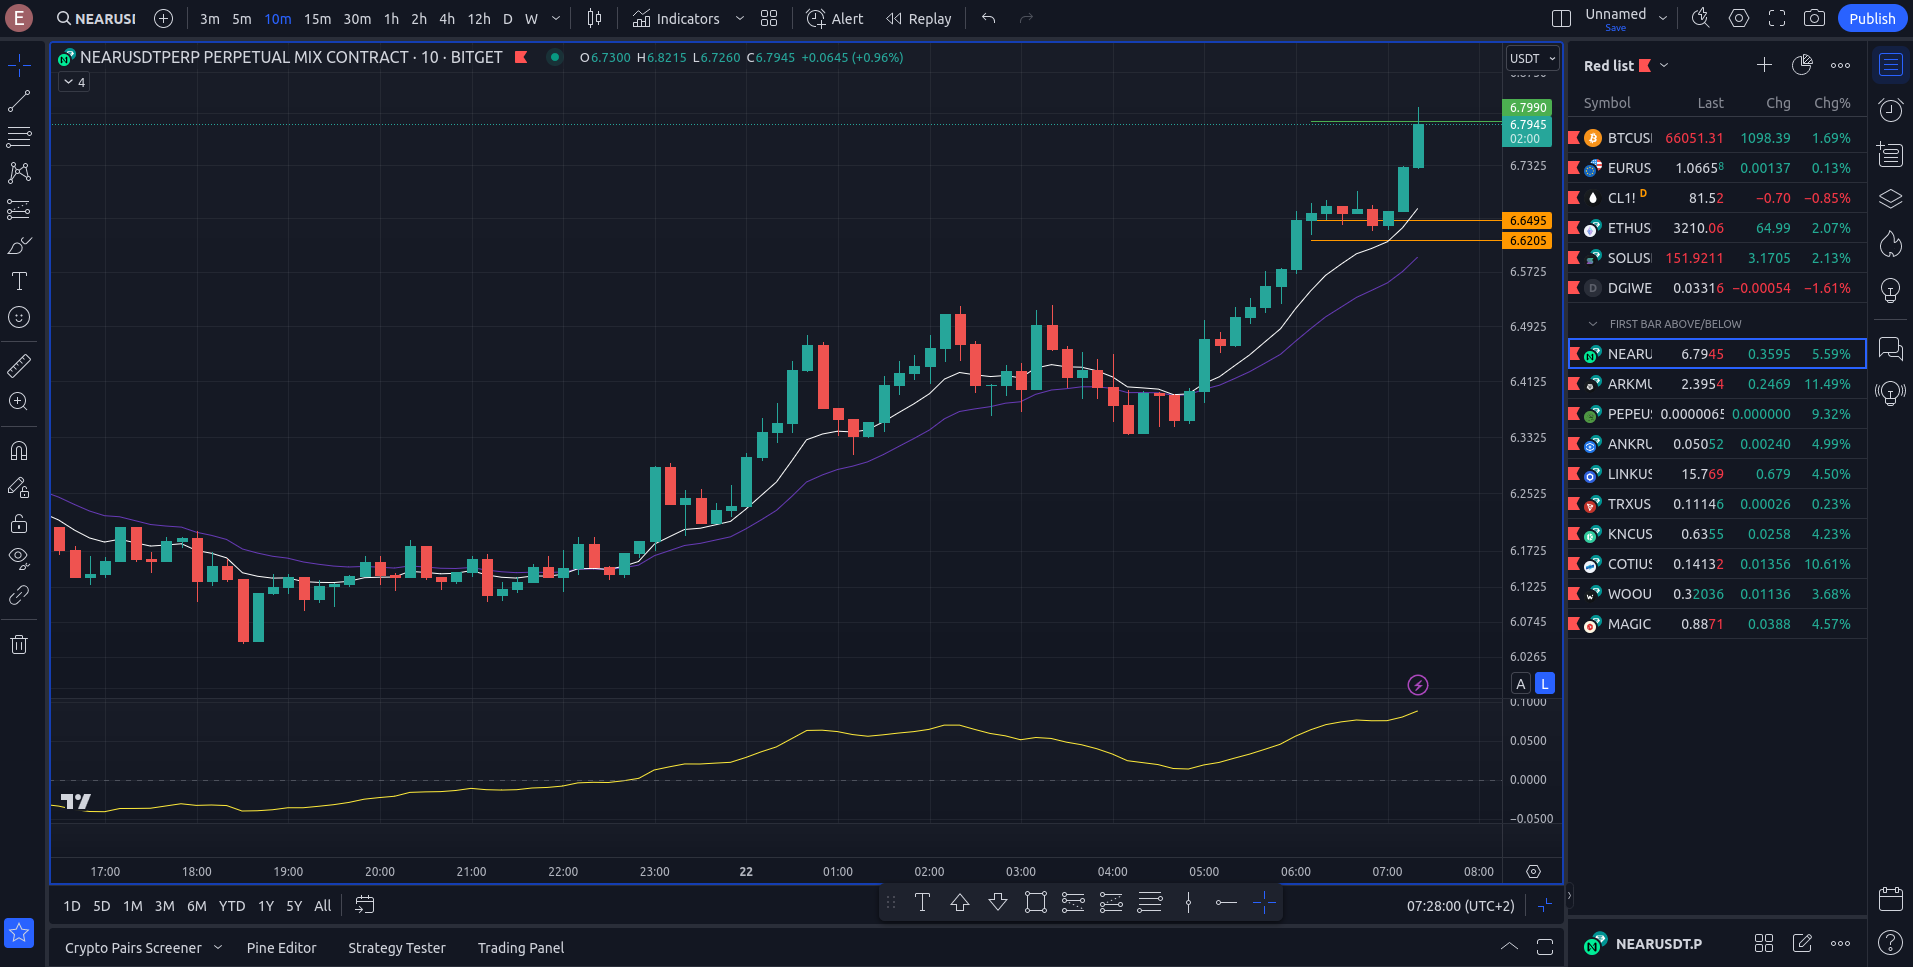 E NEARUSI 3m 5m 10m 15m 30m 1h 2h 4h 12h D W Indicators Alert Replay Unnamed Save Publish
NEARUSDTPERP PERPETUAL MIX CONTRACT · 10 · BITGET O6.7300 H6.8215 L6.7260 C6.7945 +0.0645 (+0.96%)
4
USDT
6.7990
6.7945
02:00
6.7325
6.6495
6.6205
6.5725
6.4925
6.4125
6.3325
6.2525
6.1725
6.1225
6.0745
6.0265
A L
0.1000
0.0500
0.0000
−0.0500
17:00 18:00 19:00 20:00 21:00 22:00 23:00 22 01:00 02:00 03:00 04:00 05:00 06:00 07:00 08:00
1D 5D 1M 3M 6M YTD 1Y 5Y All T 07:28:00 (UTC+2)
Crypto Pairs Screener Pine Editor Strategy Tester Trading Panel
Red list
Symbol Last Chg Chg%
BTCUS 66051.31 1098.39 1.69%
EURUS 1.06658 0.00137 0.13%
CL1! D 81.52 −0.70 −0.85%
ETHUS 3210.06 64.99 2.07%
SOLUS 151.9211 3.1705 2.13%
D DGIWE 0.03316 −0.00054 −1.61%
FIRST BAR ABOVE/BELOW
NEARU 6.7945 0.3595 5.59%
ARKMU 2.3954 0.2469 11.49%
PEPEU 0.0000065 0.000000 9.32%
ANKRU 0.05052 0.00240 4.99%
LINKUS 15.769 0.679 4.50%
TRXUS 0.11146 0.00026 0.23%
KNCUS 0.6355 0.0258 4.23%
COTIUS 0.14132 0.01356 10.61%
WOOU 0.32036 0.01136 3.68%
MAGIC 0.8871 0.0388 4.57%
NEARUSDT.P